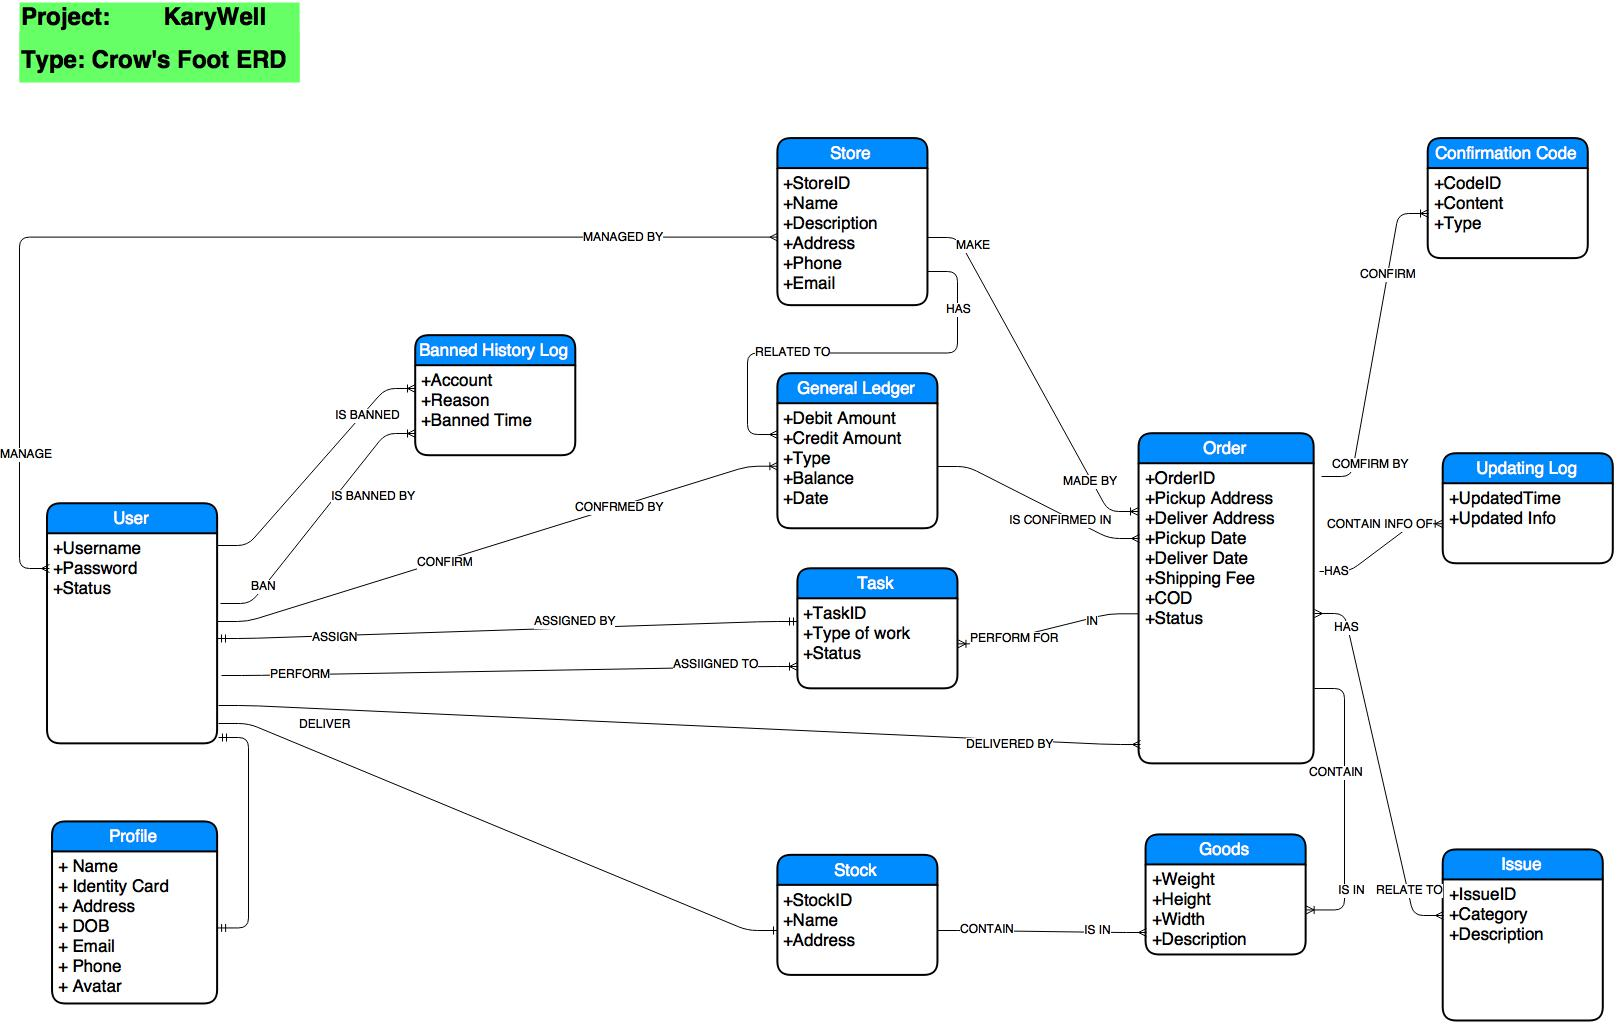 Project: KaryWell
Type: Crow's Foot ERD
Store
+StoreID
+Name
+Description
+Address
+Phone
+Email
Confirmation Code
+CodeID
+Content
+Type
MANAGED BY
MAKE
CONFIRM
HAS
RELATED TO
Banned History Log
+Account
+Reason
+Banned Time
IS BANNED
IS BANNED BY
General Ledger
+Debit Amount
+Credit Amount
+Type
+Balance
+Date
MANAGE
COMFIRM BY
MADE BY
IS CONFIRMED IN
CONFRMED BY
CONFIRM
BAN
User
+Username
+Password
+Status
Order
+OrderID
+Pickup Address
+Deliver Address
+Pickup Date
+Deliver Date
+Shipping Fee
+COD
+Status
Updating Log
+UpdatedTime
+Updated Info
CONTAIN INFO OF
HAS
HAS
Task
+TaskID
+Type of work
+Status
ASSIGN
ASSIGNED BY
PERFORM
ASSIIGNED TO
PERFORM FOR
IN
DELIVER
DELIVERED BY
CONTAIN
IS IN
RELATE TO
Profile
+ Name
+ Identity Card
+ Address
+ DOB
+ Email
+ Phone
+ Avatar
Stock
+StockID
+Name
+Address
CONTAIN
IS IN
Goods
+Weight
+Height
+Width
+Description
Issue
+IssueID
+Category
+Description